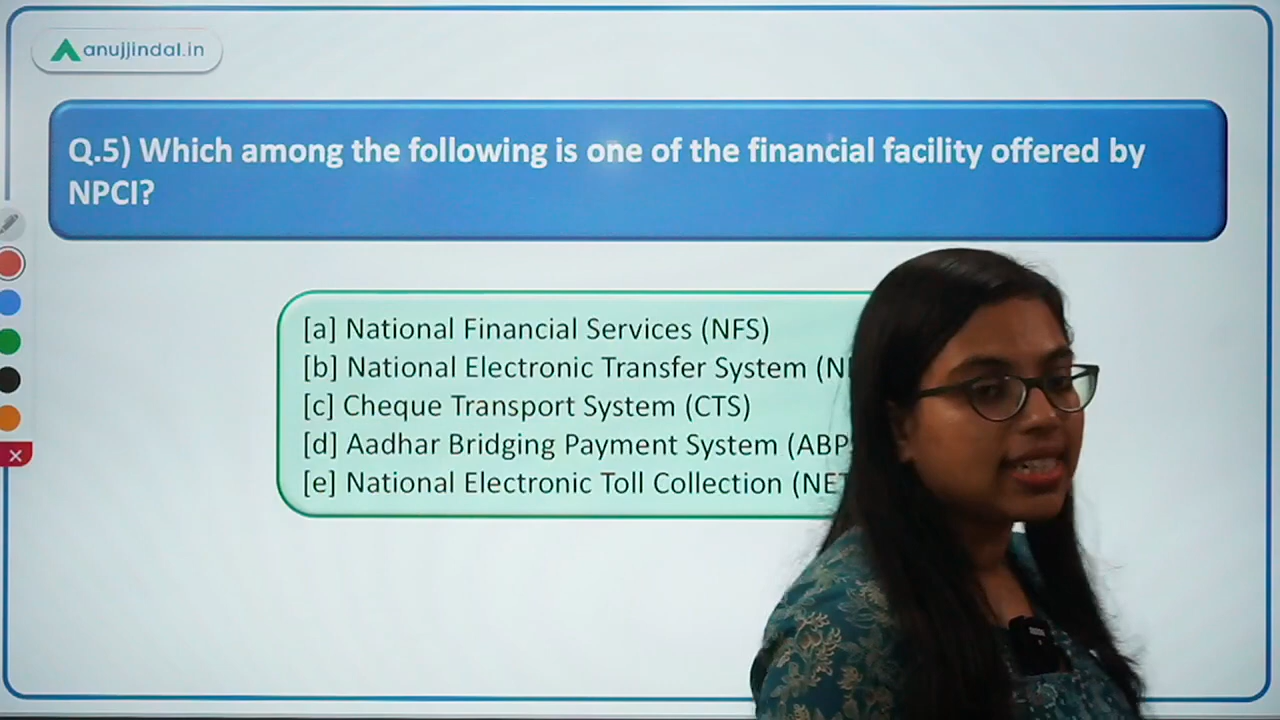 anujjindal.in
Q.5) Which among the following is one of the financial facility offered by
NPCI?
[a] National Financial Services (NFS)
[b] National Electronic Transfer System
[c] Cheque Transport System (CTS)
[d] Aadhar Bridging Payment System
[e] National Electronic Toll Collection